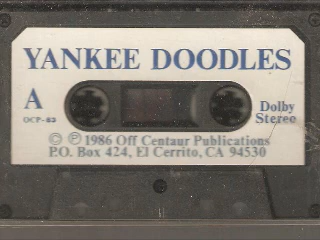 YANKEE DOODLES
A
OCP-83
Dolby
Stereo
© ℗ 1986 Off Centaur Publications
P.O. Box 424, El Cerrito, CA 94530